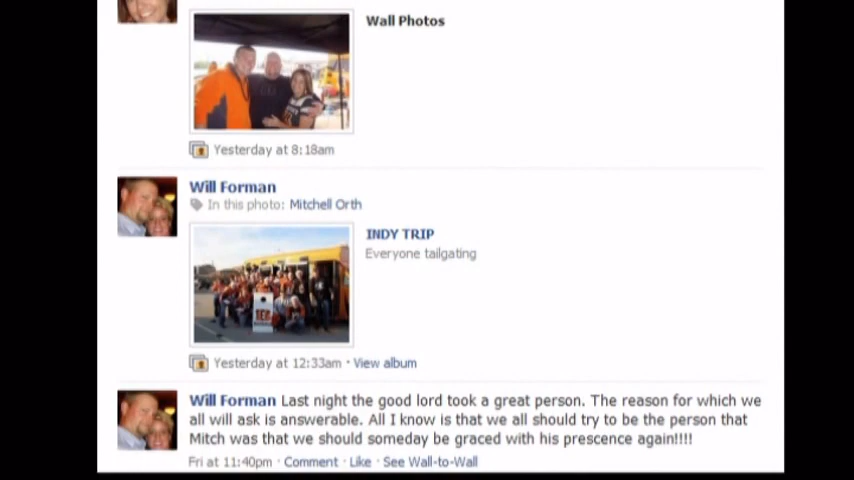 Wall Photos
Yesterday at 8:18am
Will Forman
In this photo: Mitchell Orth
INDY TRIP
Everyone tailgating
Yesterday at 12:33am · View album
Will Forman Last night the good lord took a great person. The reason for which we
all will ask is answerable. All I know is that we all should try to be the person that
Mitch was that we should someday be graced with his prescence again!!!!
Fri at 11:40pm · Comment · Like · See Wall-to-Wall